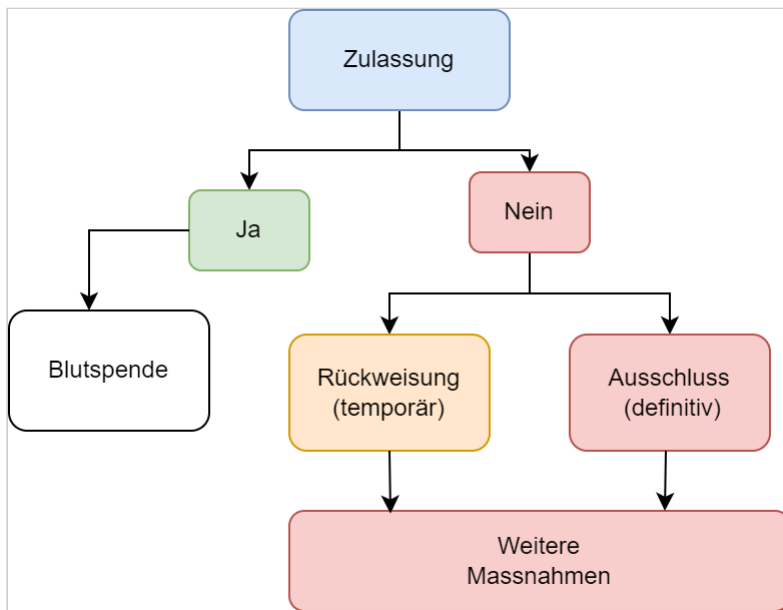 Zulassung
Ja
Nein
Blutspende
Rückweisung
(temporär)
Ausschluss
(definitiv)
Weitere
Massnahmen